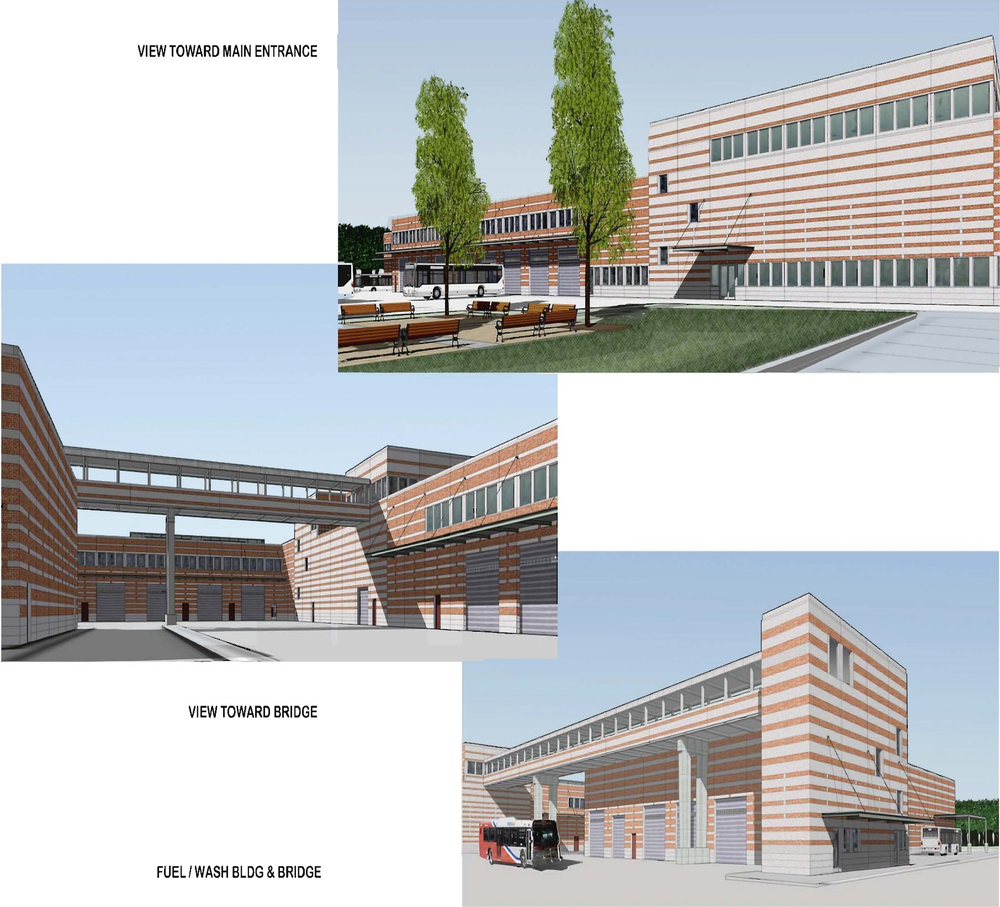 VIEW TOWARD MAIN ENTRANCE
VIEW TOWARD BRIDGE
FUEL / WASH BLDG & BRIDGE